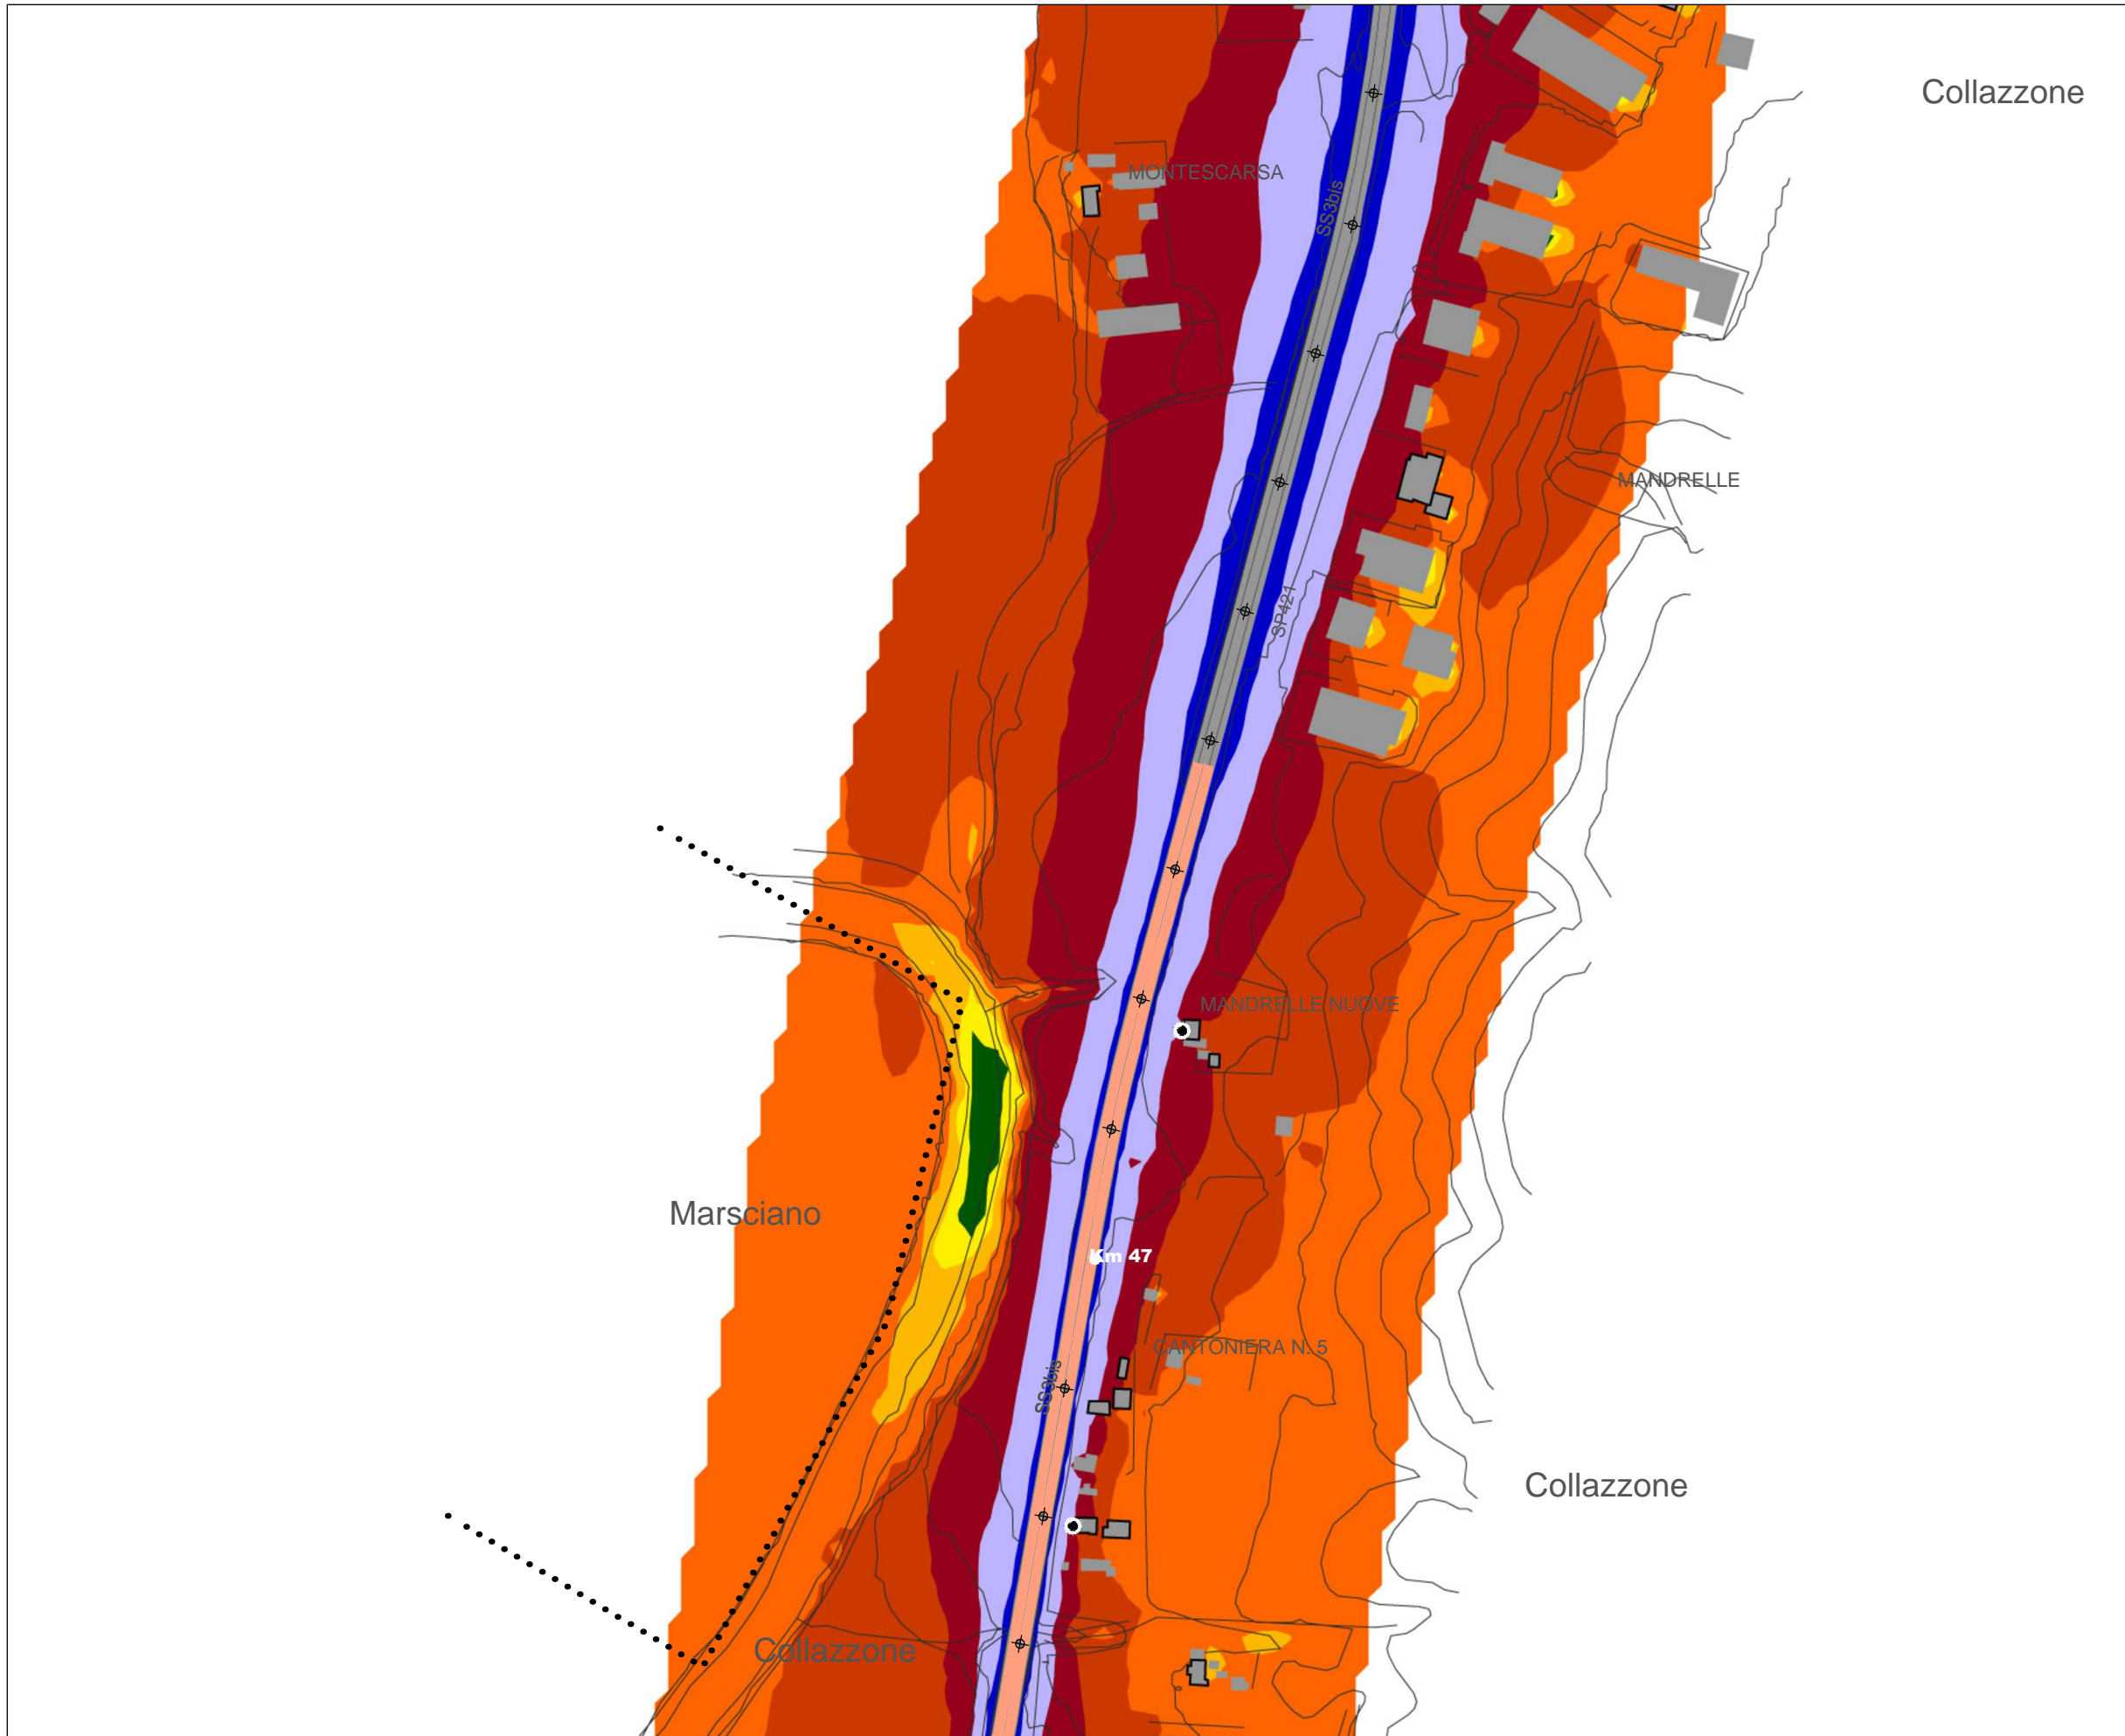 Collazzone
MONTESCARSA
SS3bis
MANDRELLE
SP421
MANDRELLE NUOVE
Marsciano
Km 47
CANTONIERA N. 5
SS3bis
Collazzone
Collazzone